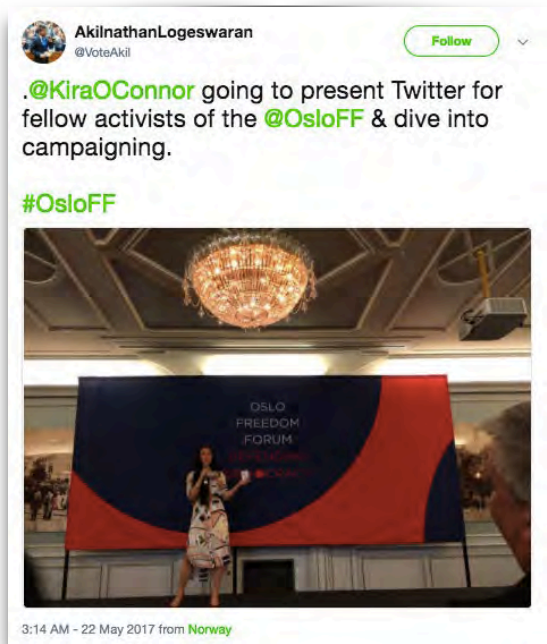 AkilnathanLogeswaran
@VoteAkil
Follow
.@KiraOConnor going to present Twitter for
fellow activists of the @OsloFF & dive into
campaigning.
#OsloFF
OSLO
FREEDOM
FORUM
3:14 AM - 22 May 2017 from Norway